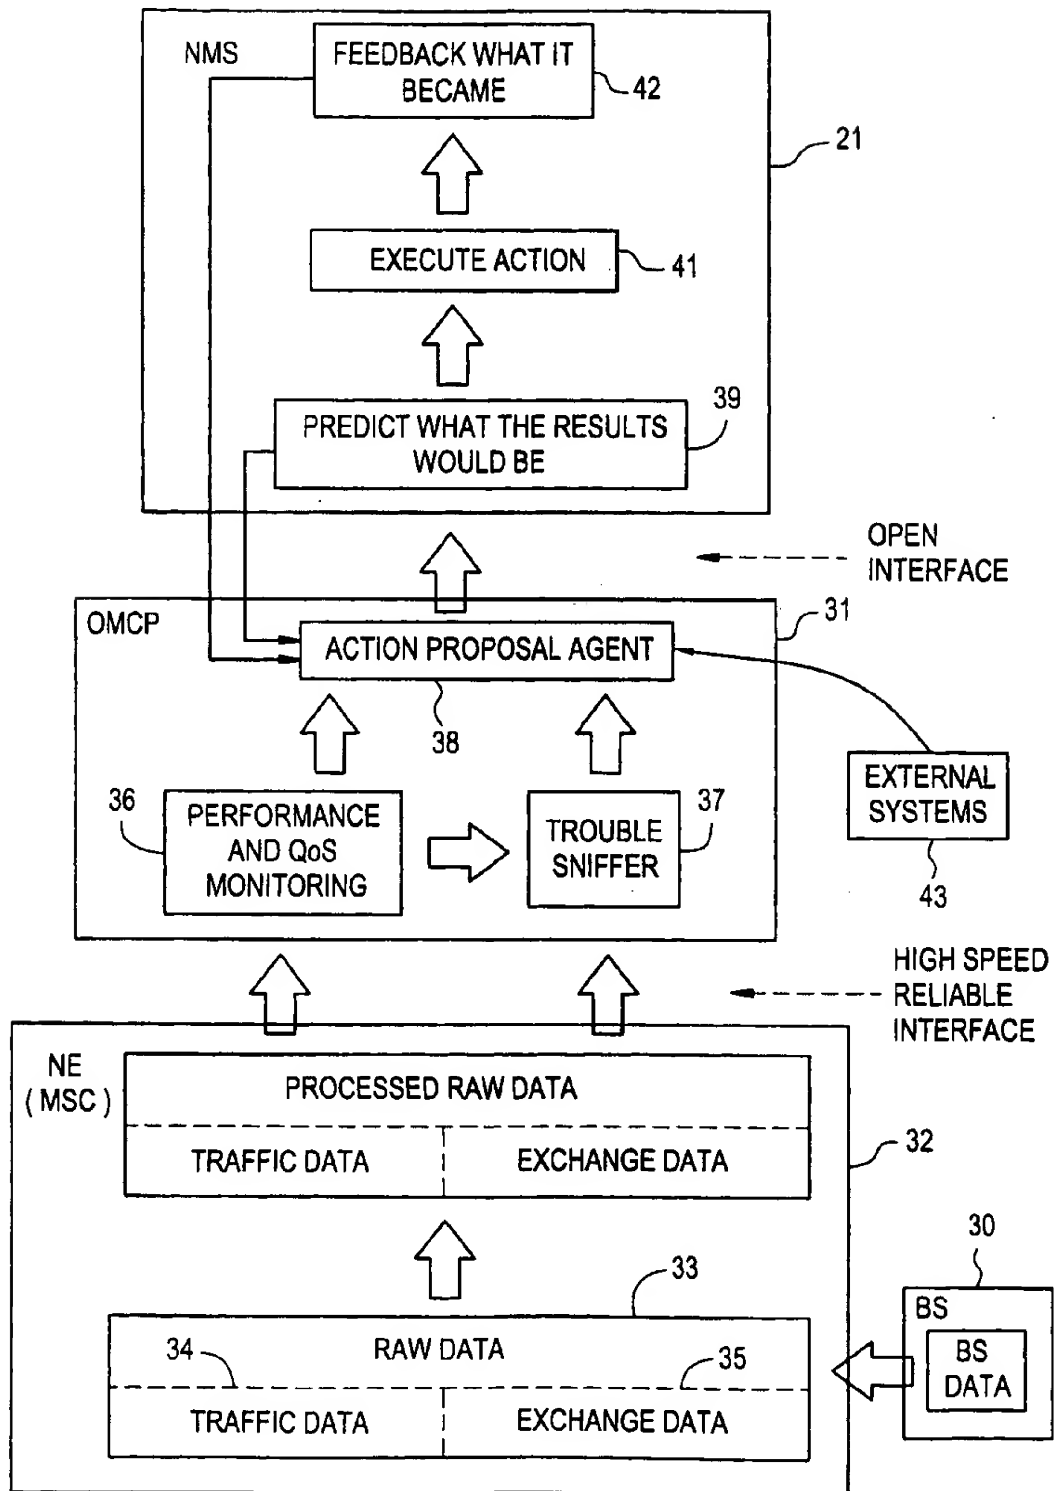 NMS
FEEDBACK WHAT IT
BECAME
42
21
EXECUTE ACTION
41
39
PREDICT WHAT THE RESULTS
WOULD BE
OPEN
INTERFACE
31
OMCP
ACTION PROPOSAL AGENT
38
EXTERNAL
SYSTEMS
43
36
PERFORMANCE
AND QoS
MONITORING
37
TROUBLE
SNIFFER
HIGH SPEED
RELIABLE
INTERFACE
NE
( MSC )
PROCESSED RAW DATA
TRAFFIC DATA
EXCHANGE DATA
32
33
RAW DATA
34
35
TRAFFIC DATA
EXCHANGE DATA
30
BS
BS
DATA